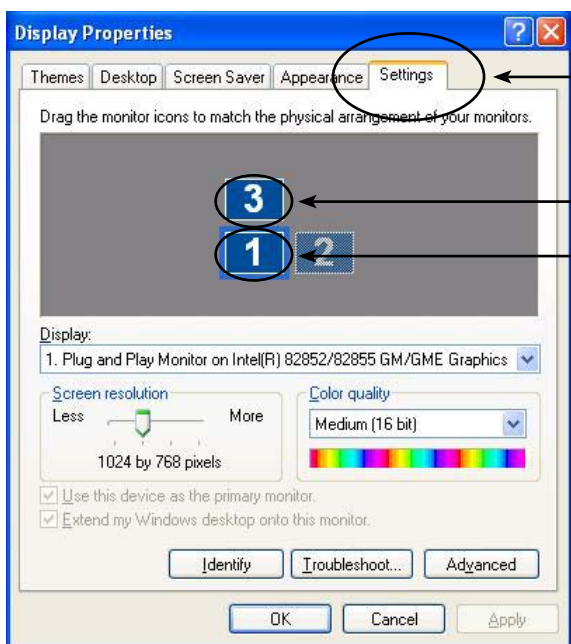 Display Properties
Themes Desktop Screen Saver Appearance Settings
Drag the monitor icons to match the physical arrangement of your monitors.
3
1 2
Display:
1. Plug and Play Monitor on Intel(R) 82852/82855 GM/GME Graphics
Screen resolution
Less More
1024 by 768 pixels
Color quality
Medium (16 bit)
Use this device as the primary monitor.
Extend my Windows desktop onto this monitor.
Identify Troubleshoot... Advanced
OK Cancel Apply